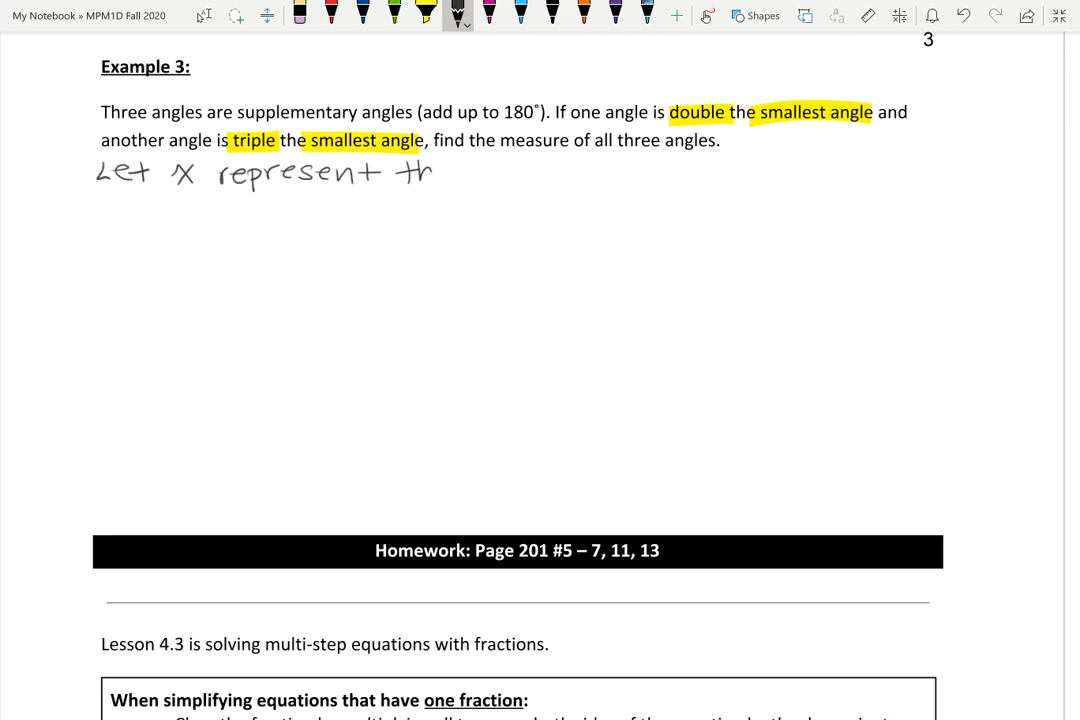 My Notebook » MPM1D Fall 2020
Shapes
3
Example 3:
Three angles are supplementary angles (add up to 180˚). If one angle is double the smallest angle and
another angle is triple the smallest angle, find the measure of all three angles.
Let x represent th
Homework: Page 201 #5 – 7, 11, 13
Lesson 4.3 is solving multi-step equations with fractions.
When simplifying equations that have one fraction: